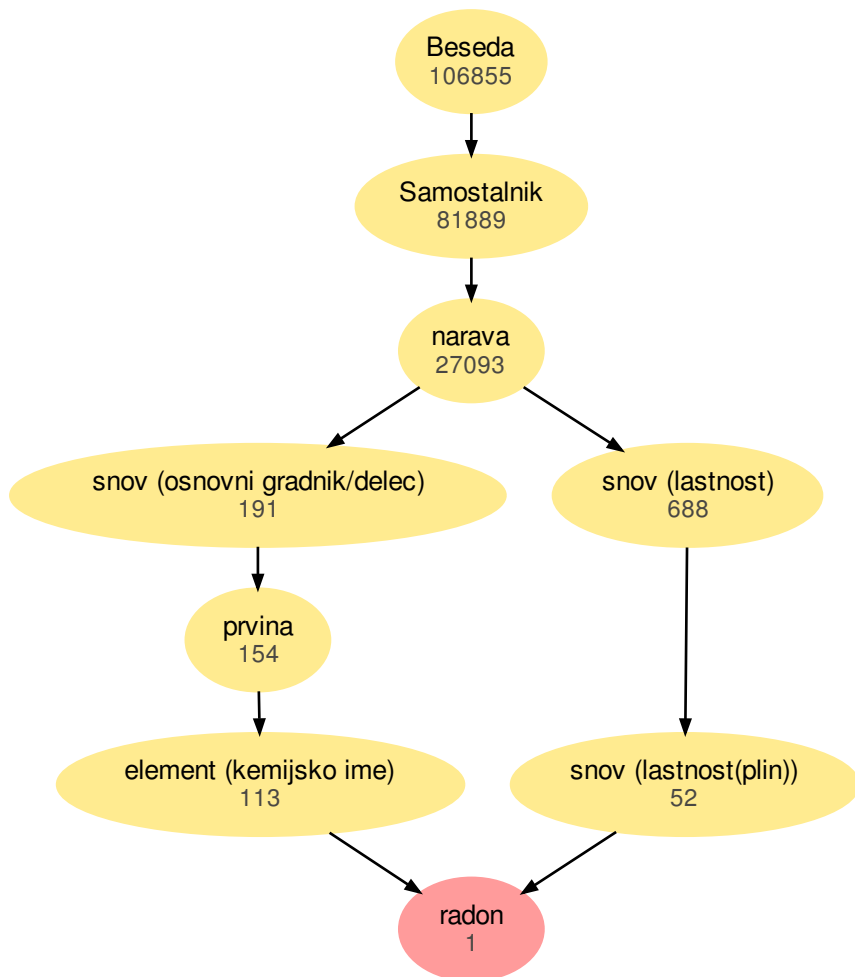 Beseda
106855
Samostalnik
81889
narava
27093
snov (osnovni gradnik/delec)
191
snov (lastnost)
688
prvina
154
element (kemijsko ime)
113
snov (lastnost(plin))
52
radon
1